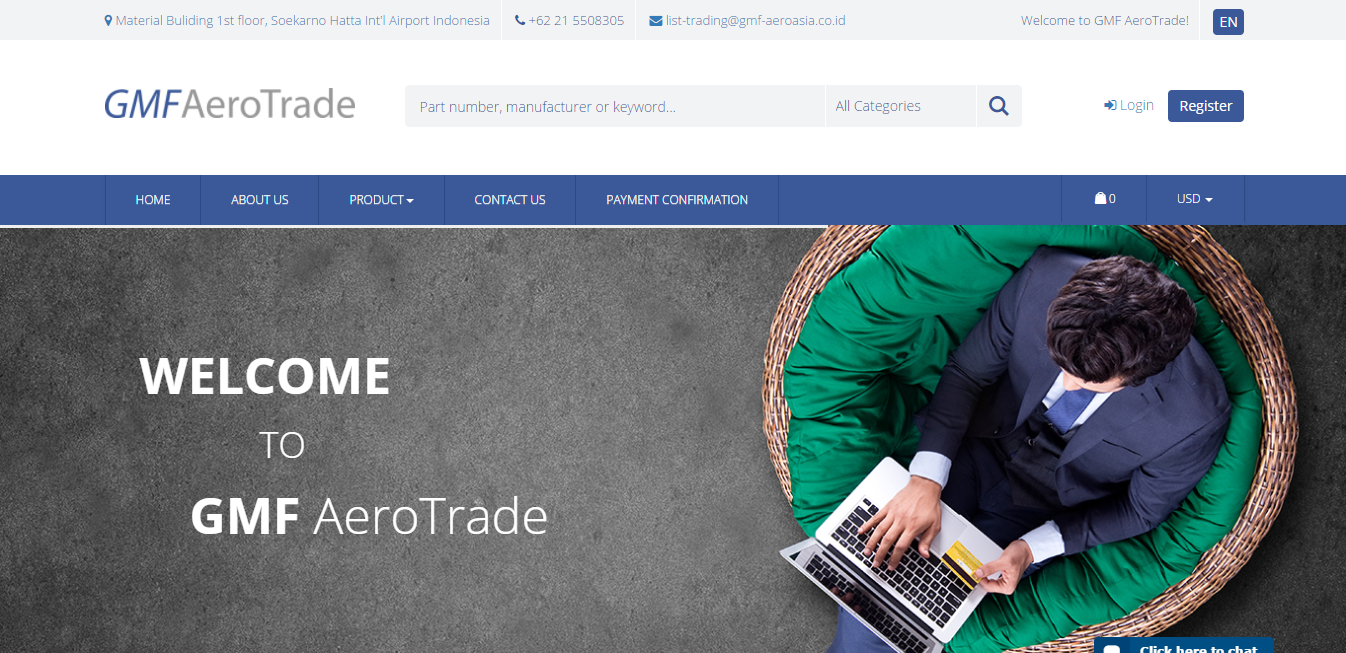 Material Buliding 1st floor, Soekarno Hatta Int'l Airport Indonesia
+62 21 5508305
list-trading@gmf-aeroasia.co.id
Welcome to GMF AeroTrade!
EN
GMFAeroTrade
Part number, manufacturer or keyword...
All Categories
Login
Register
HOME
ABOUT US
PRODUCT
CONTACT US
PAYMENT CONFIRMATION
0
USD
WELCOME
TO
GMF AeroTrade
Click here to chat